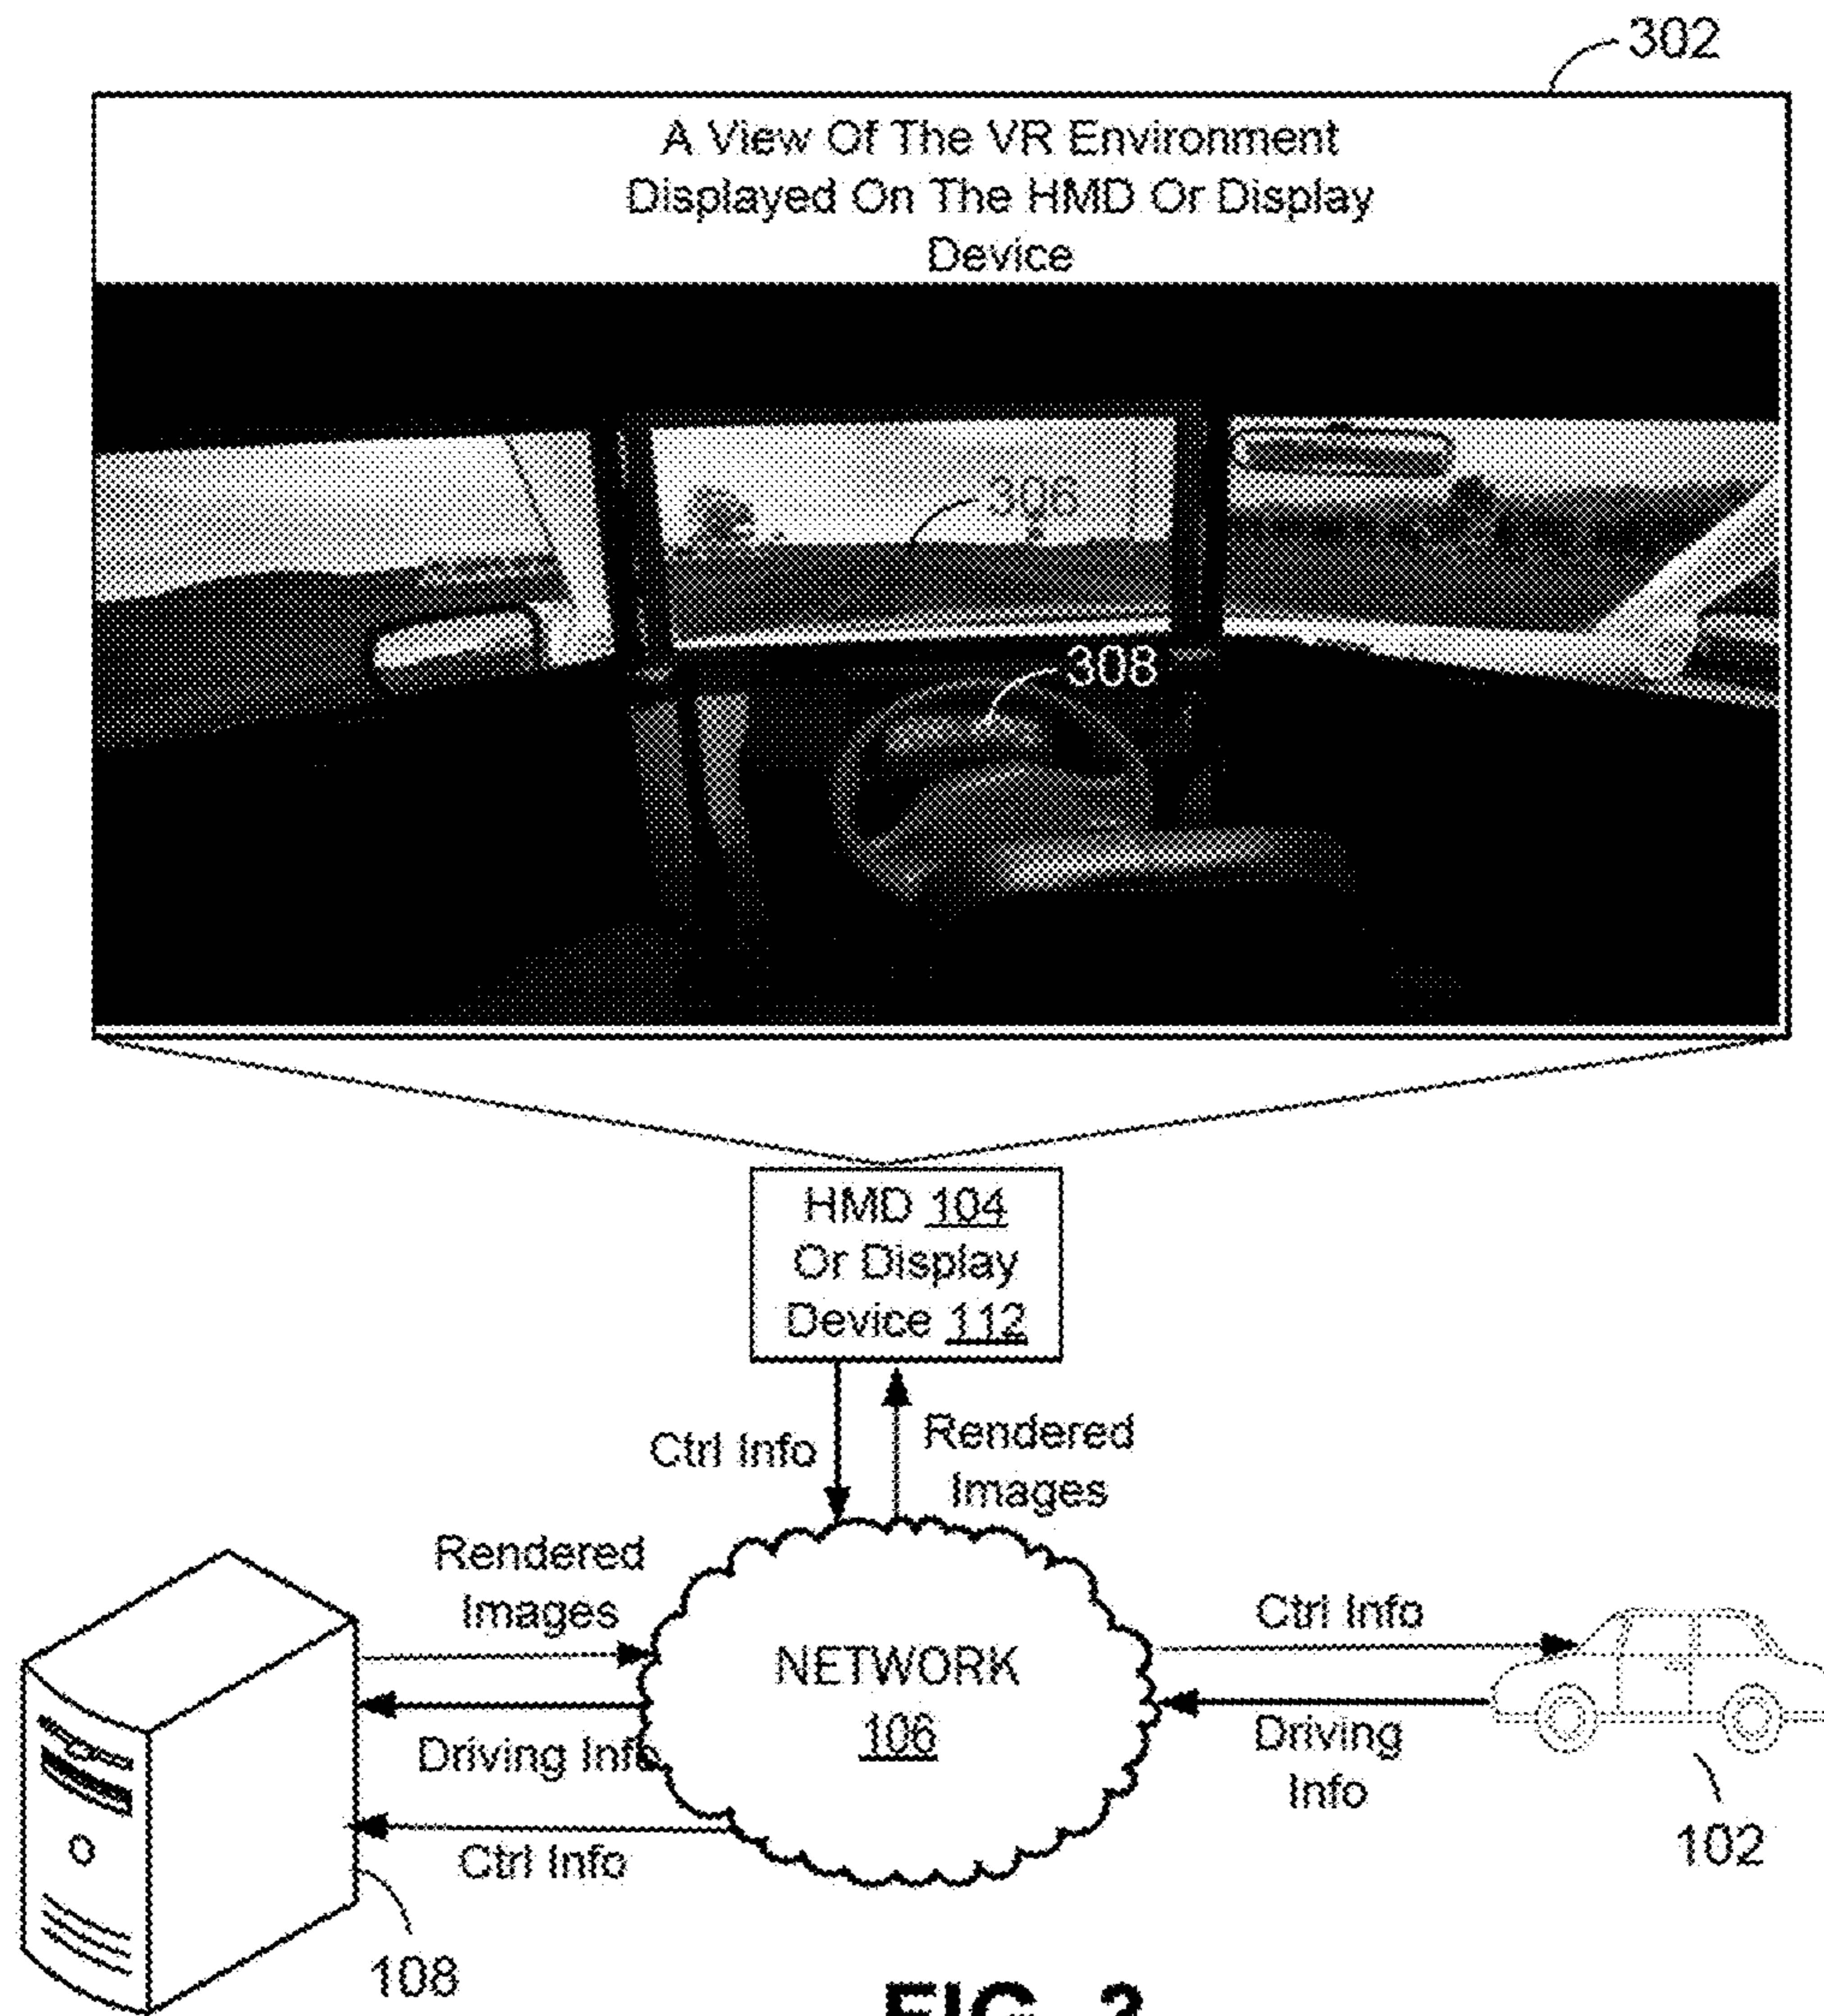 302
A View Of The VR Environment
Displayed On The HMD Or Display
Device
306
308
HMD 104
Or Display
Device 112
Ctrl Info
Rendered
Images
Rendered
Images
Ctrl Info
NETWORK
106
Driving Info
Driving
Info
Ctrl Info
102
108